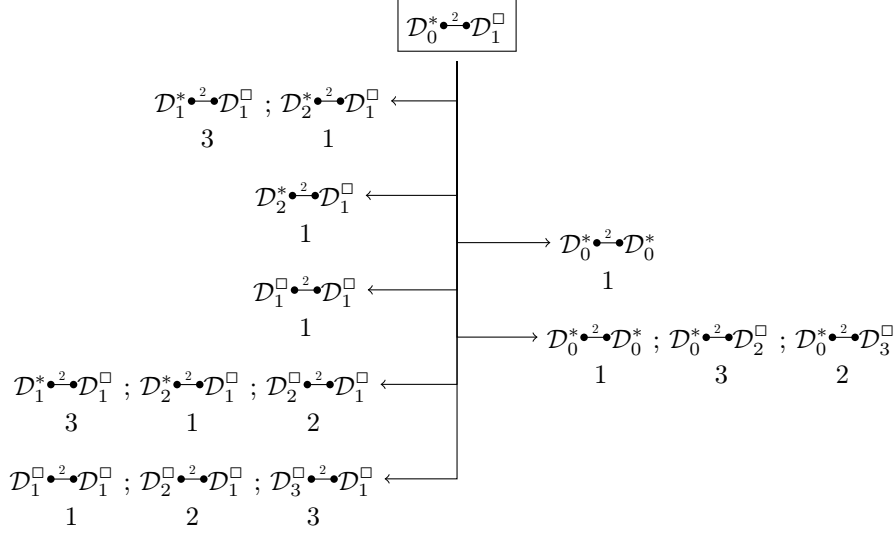 𝒟₀* •²• 𝒟₁□
𝒟₁* •²• 𝒟₁□ ; 𝒟₂* •²• 𝒟₁□
3 1
𝒟₂* •²• 𝒟₁□
1
𝒟₀* •²• 𝒟₀*
1
𝒟₁□ •²• 𝒟₁□
1
𝒟₀* •²• 𝒟₀* ; 𝒟₀* •²• 𝒟₂□ ; 𝒟₀* •²• 𝒟₃□
1 3 2
𝒟₁* •²• 𝒟₁□ ; 𝒟₂* •²• 𝒟₁□ ; 𝒟₂□ •²• 𝒟₁□
3 1 2
𝒟₁□ •²• 𝒟₁□ ; 𝒟₂□ •²• 𝒟₁□ ; 𝒟₃□ •²• 𝒟₁□
1 2 3